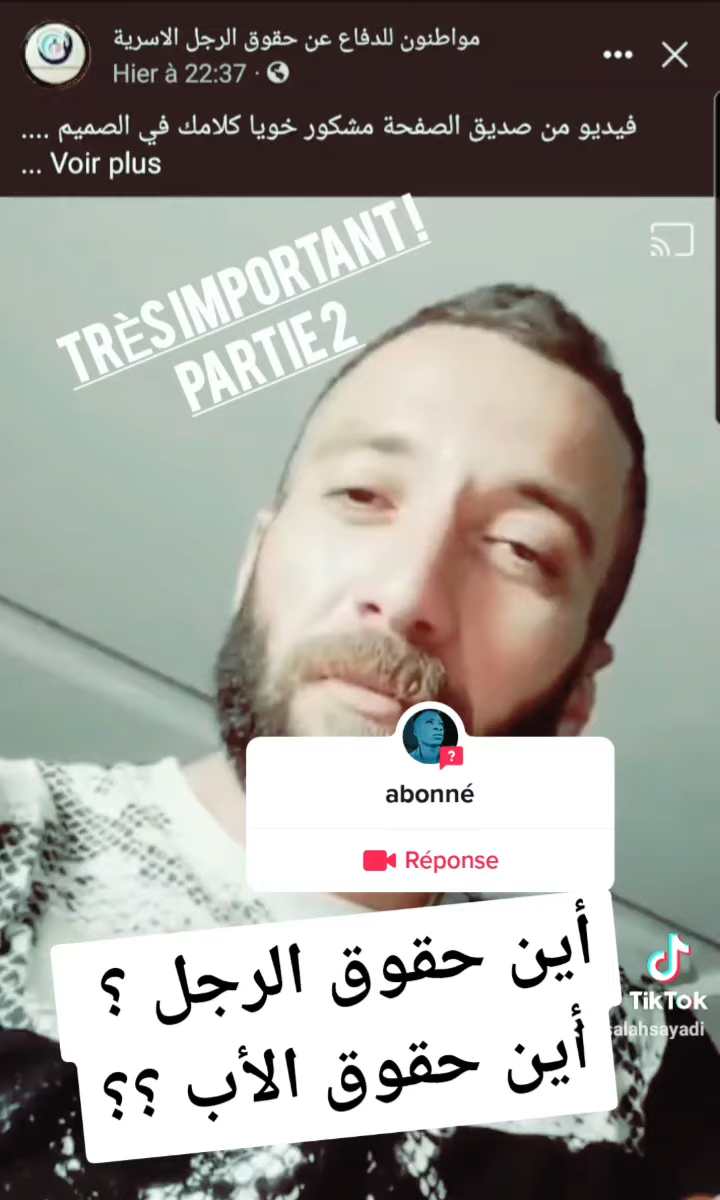 مواطنون للدفاع عن حقوق الرجل الاسرية
Hier à 22:37 ·
فيديو من صديق الصفحة مشكور خويا كلامك في الصميم ....
... Voir plus
TRÈS IMPORTANT !
PARTIE 2
?
abonné
Réponse
أين حقوق الرجل ؟
أين حقوق الأب ؟؟
TikTok
salahsayadi